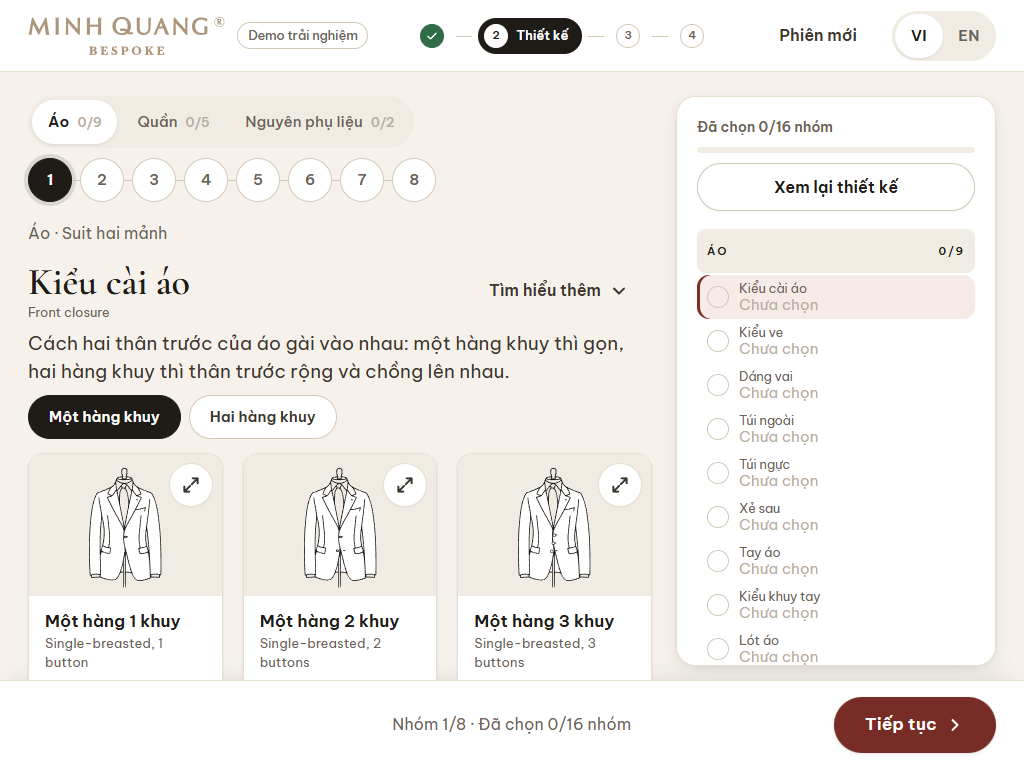 MINH QUANG®
BESPOKE
Demo trải nghiệm
2 Thiết kế
3
4
Phiên mới
VI
EN
Áo 0/9
Quần 0/5
Nguyên phụ liệu 0/2
1
2
3
4
5
6
7
8
Áo · Suit hai mảnh
Kiểu cài áo
Front closure
Tìm hiểu thêm
Cách hai thân trước của áo gài vào nhau: một hàng khuy thì gọn,
hai hàng khuy thì thân trước rộng và chồng lên nhau.
Một hàng khuy
Hai hàng khuy
Một hàng 1 khuy
Single-breasted, 1
button
Một hàng 2 khuy
Single-breasted, 2
buttons
Một hàng 3 khuy
Single-breasted, 3
buttons
Đã chọn 0/16 nhóm
Xem lại thiết kế
ÁO 0/9
Kiểu cài áo
Chưa chọn
Kiểu ve
Chưa chọn
Dáng vai
Chưa chọn
Túi ngoài
Chưa chọn
Túi ngực
Chưa chọn
Xẻ sau
Chưa chọn
Tay áo
Chưa chọn
Kiểu khuy tay
Chưa chọn
Lót áo
Chưa chọn
Nhóm 1/8 · Đã chọn 0/16 nhóm
Tiếp tục